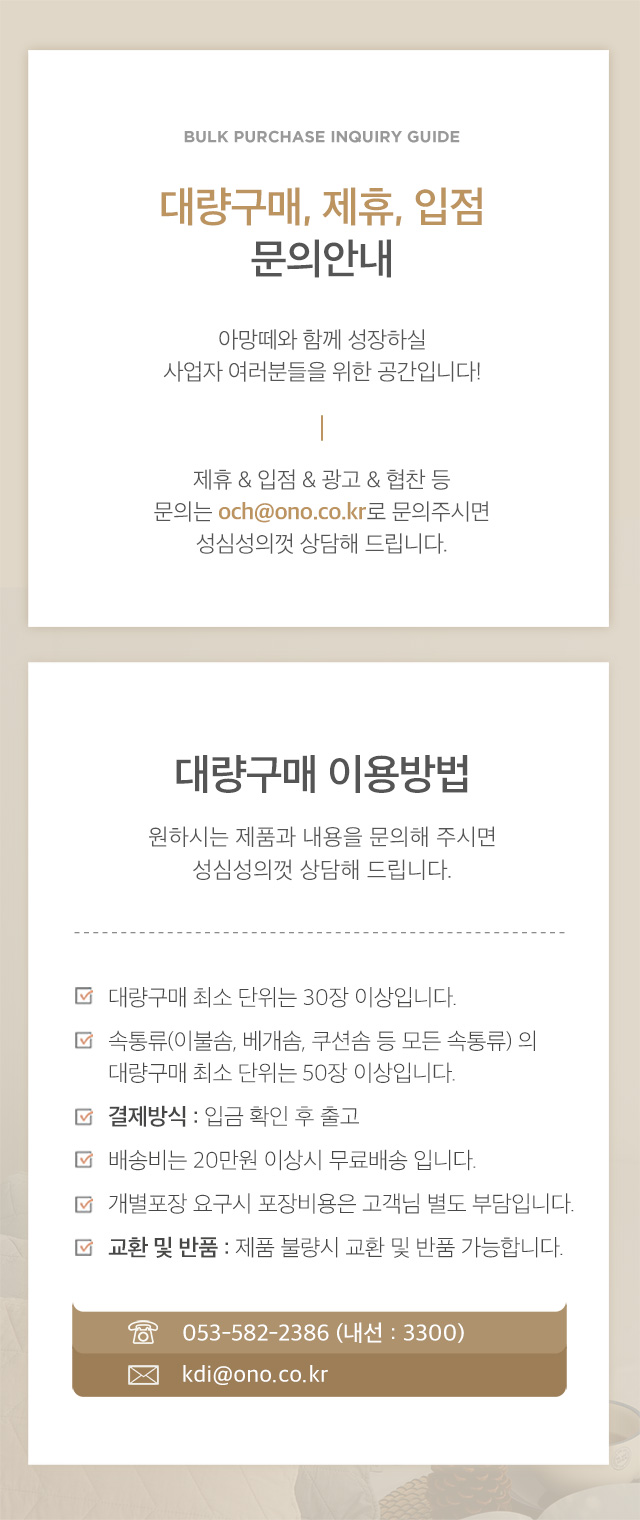 BULK PURCHASE INQUIRY GUIDE
대량구매, 제휴, 입점
문의안내
아망떼와 함께 성장하실
사업자 여러분들을 위한 공간입니다!
제휴 & 입점 & 광고 & 협찬 등
문의는 och@ono.co.kr로 문의주시면
성심성의껏 상담해 드립니다.
대량구매 이용방법
원하시는 제품과 내용을 문의해 주시면
성심성의껏 상담해 드립니다.
대량구매 최소 단위는 30장 이상입니다.
속통류(이불솜, 베개솜, 쿠션솜 등 모든 속통류) 의
대량구매 최소 단위는 50장 이상입니다.
결제방식 : 입금 확인 후 출고
배송비는 20만원 이상시 무료배송 입니다.
개별포장 요구시 포장비용은 고객님 별도 부담입니다.
교환 및 반품 : 제품 불량시 교환 및 반품 가능합니다.
053-582-2386 (내선 : 3300)
kdi@ono.co.kr